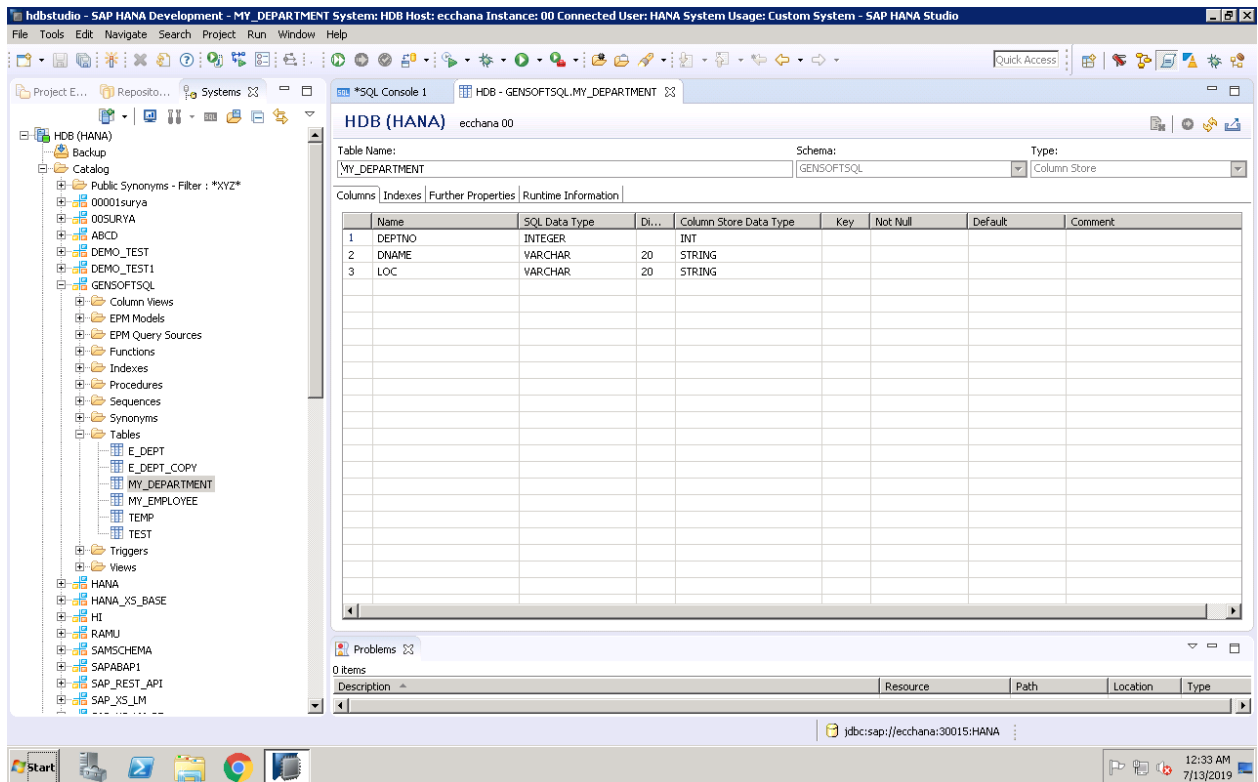 hdbstudio - SAP HANA Development - MY_DEPARTMENT System: HDB Host: ecchana Instance: 00 Connected User: HANA System Usage: Custom System - SAP HANA Studio
File Tools Edit Navigate Search Project Run Window Help
Quick Access
Project E... Reposito... Systems
HDB (HANA)
Backup
Catalog
Public Synonyms - Filter : *XYZ*
00001surya
00SURYA
ABCD
DEMO_TEST
DEMO_TEST1
GENSOFTSQL
Column Views
EPM Models
EPM Query Sources
Functions
Indexes
Procedures
Sequences
Synonyms
Tables
E_DEPT
E_DEPT_COPY
MY_DEPARTMENT
MY_EMPLOYEE
TEMP
TEST
Triggers
Views
HANA
HANA_XS_BASE
HI
RAMU
SAMSCHEMA
SAPABAP1
SAP_REST_API
SAP_XS_LM
*SQL Console 1 HDB - GENSOFTSQL.MY_DEPARTMENT
HDB (HANA) ecchana 00
Table Name: Schema: Type:
MY_DEPARTMENT GENSOFTSQL Column Store
Columns Indexes Further Properties Runtime Information
Name SQL Data Type Di... Column Store Data Type Key Not Null Default Comment
1 DEPTNO INTEGER INT
2 DNAME VARCHAR 20 STRING
3 LOC VARCHAR 20 STRING
Problems
0 items
Description Resource Path Location Type
jdbc:sap://ecchana:30015:HANA
Start
12:33 AM
7/13/2019